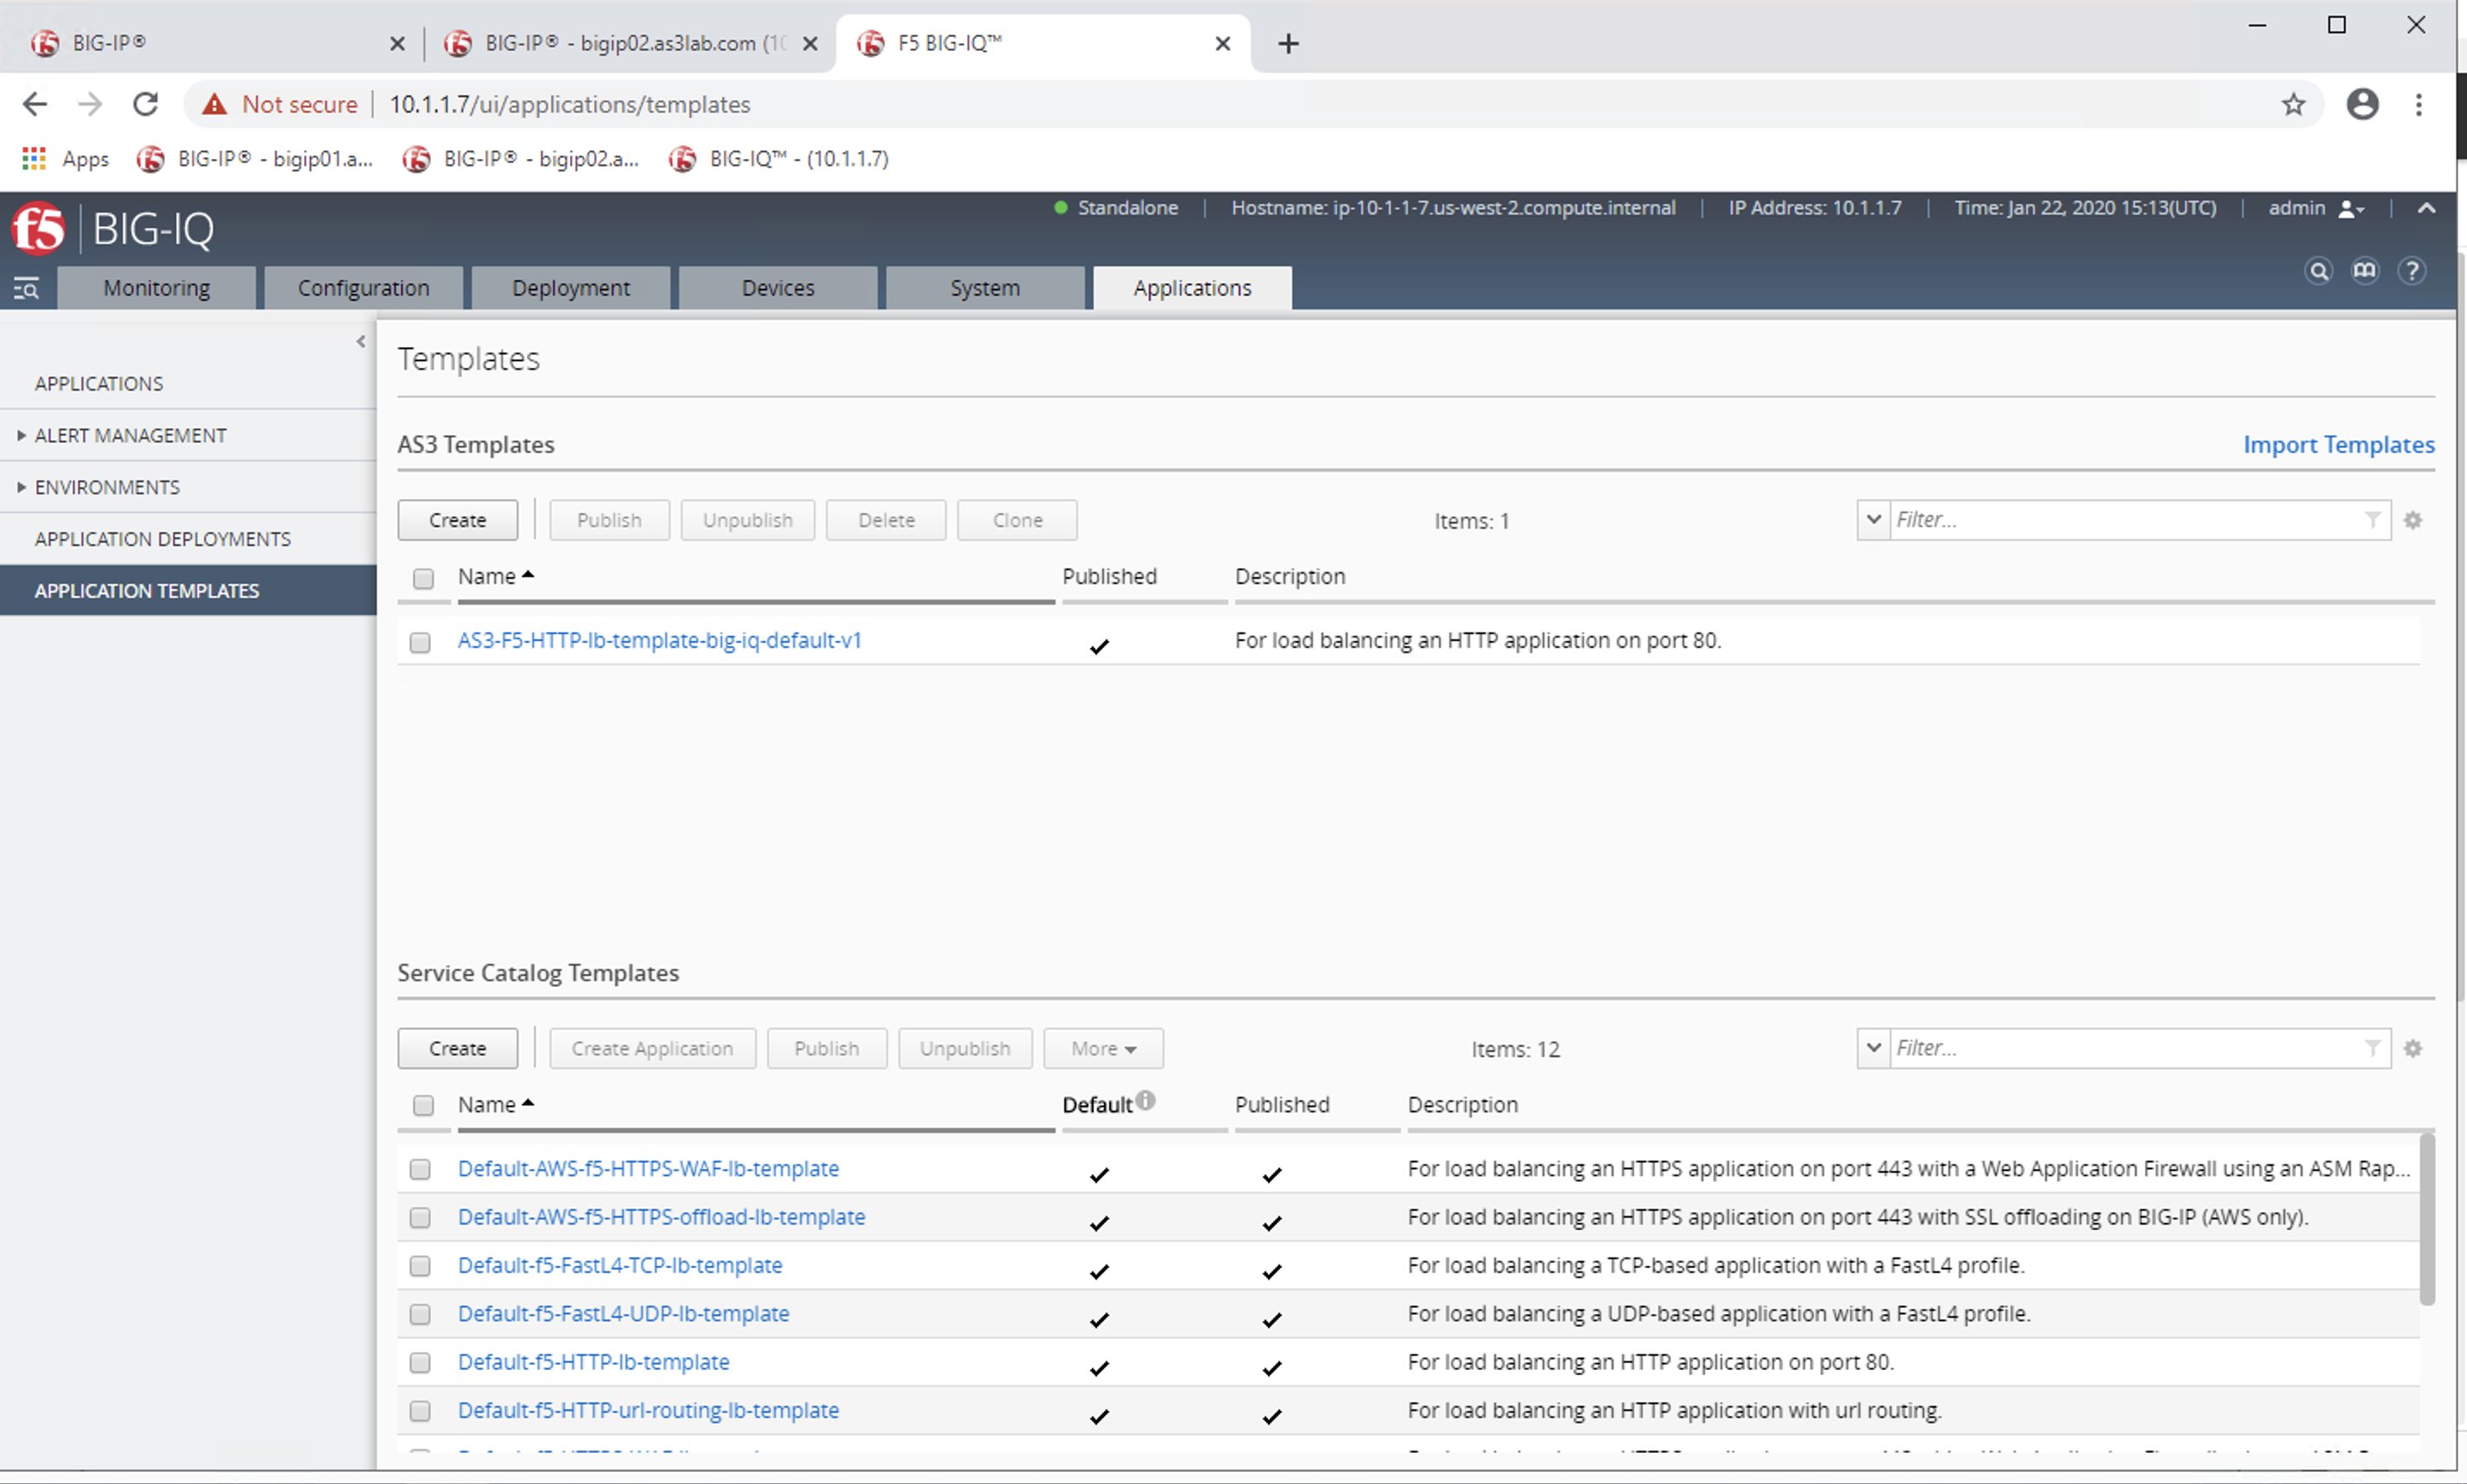 BIG-IP®
BIG-IP® - bigip02.as3lab.com (10
F5 BIG-IQ™
Not secure
10.1.1.7/ui/applications/templates
Apps
BIG-IP® - bigip01.a...
BIG-IP® - bigip02.a...
BIG-IQ™ - (10.1.1.7)
f5 BIG-IQ
Standalone
Hostname: ip-10-1-1-7.us-west-2.compute.internal
IP Address: 10.1.1.7
Time: Jan 22, 2020 15:13(UTC)
admin
Monitoring
Configuration
Deployment
Devices
System
Applications
APPLICATIONS
ALERT MANAGEMENT
ENVIRONMENTS
APPLICATION DEPLOYMENTS
APPLICATION TEMPLATES
Templates
AS3 Templates
Import Templates
Create
Publish
Unpublish
Delete
Clone
Items: 1
Filter...
Name
Published
Description
AS3-F5-HTTP-lb-template-big-iq-default-v1
For load balancing an HTTP application on port 80.
Service Catalog Templates
Create
Create Application
Publish
Unpublish
More
Items: 12
Filter...
Name
Default
Published
Description
Default-AWS-f5-HTTPS-WAF-lb-template
For load balancing an HTTPS application on port 443 with a Web Application Firewall using an ASM Rap...
Default-AWS-f5-HTTPS-offload-lb-template
For load balancing an HTTPS application on port 443 with SSL offloading on BIG-IP (AWS only).
Default-f5-FastL4-TCP-lb-template
For load balancing a TCP-based application with a FastL4 profile.
Default-f5-FastL4-UDP-lb-template
For load balancing a UDP-based application with a FastL4 profile.
Default-f5-HTTP-lb-template
For load balancing an HTTP application on port 80.
Default-f5-HTTP-url-routing-lb-template
For load balancing an HTTP application with url routing.